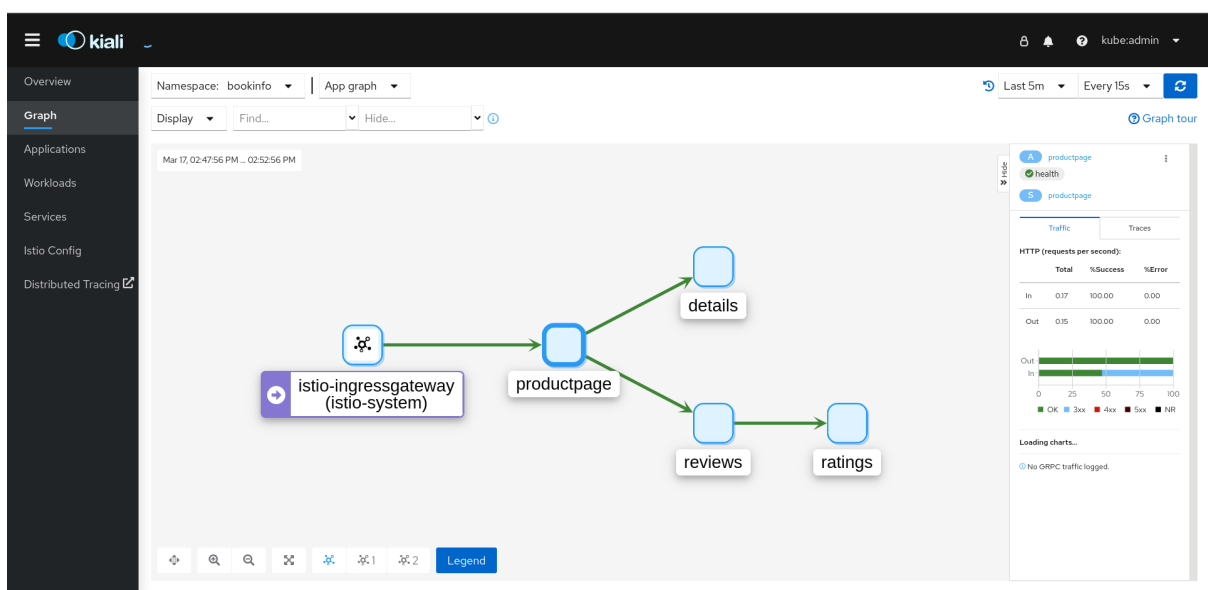 kiali
kube:admin
Overview
Graph
Applications
Workloads
Services
Istio Config
Distributed Tracing
Namespace: bookinfo
App graph
Last 5m
Every 15s
Display
Find...
Hide...
Graph tour
Mar 17, 02:47:56 PM ... 02:52:56 PM
Hide
details
istio-ingressgateway
(istio-system)
productpage
reviews
ratings
1
2
Legend
A productpage
health
S productpage
Traffic Traces
HTTP (requests per second):
Total %Success %Error
In 0.17 100.00 0.00
Out 0.15 100.00 0.00
Out
In
0 25 50 75 100
OK 3xx 4xx 5xx NR
Loading charts...
No GRPC traffic logged.